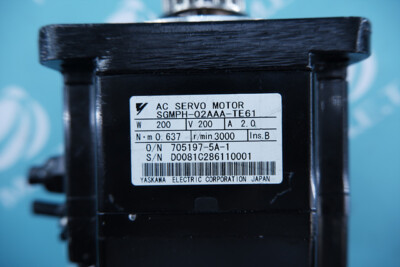 AC SERVO MOTOR
SGMPH-02AAA-TE61
W 200 V 200 A 2.0
N·m 0.637 r/min 3000 Ins.B
O/N 705197-5A-1
S/N D0081C286110001
YASKAWA ELECTRIC CORPORATION JAPAN